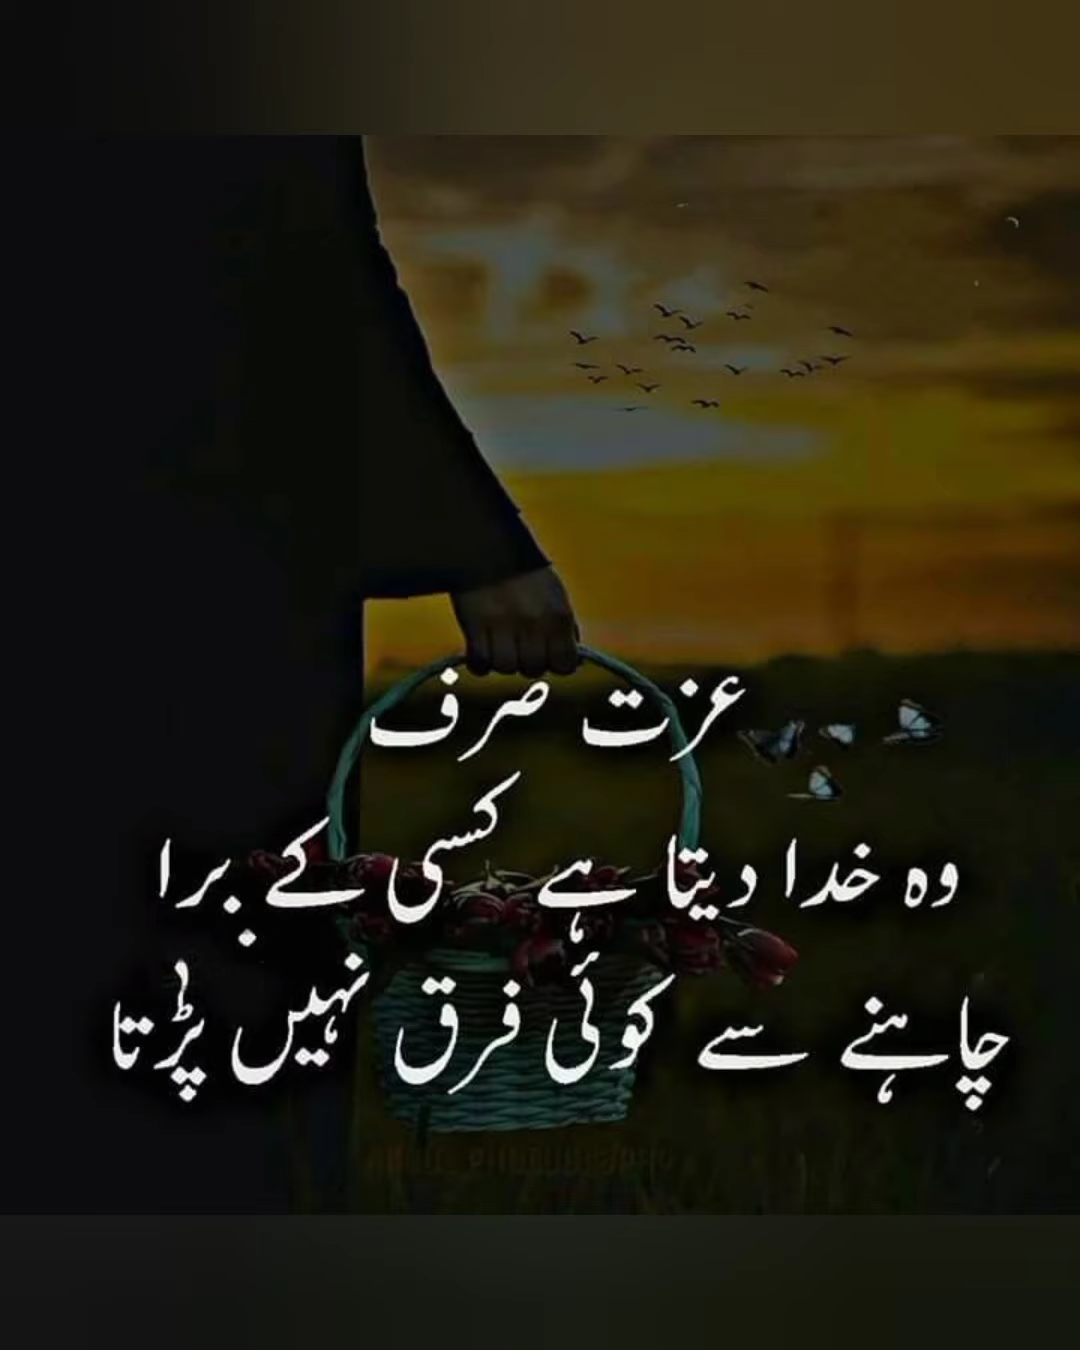 عزت صرف
وہ خدا دیتا ہے کسی کے برا
چاہنے سے کوئی فرق نہیں پڑتا